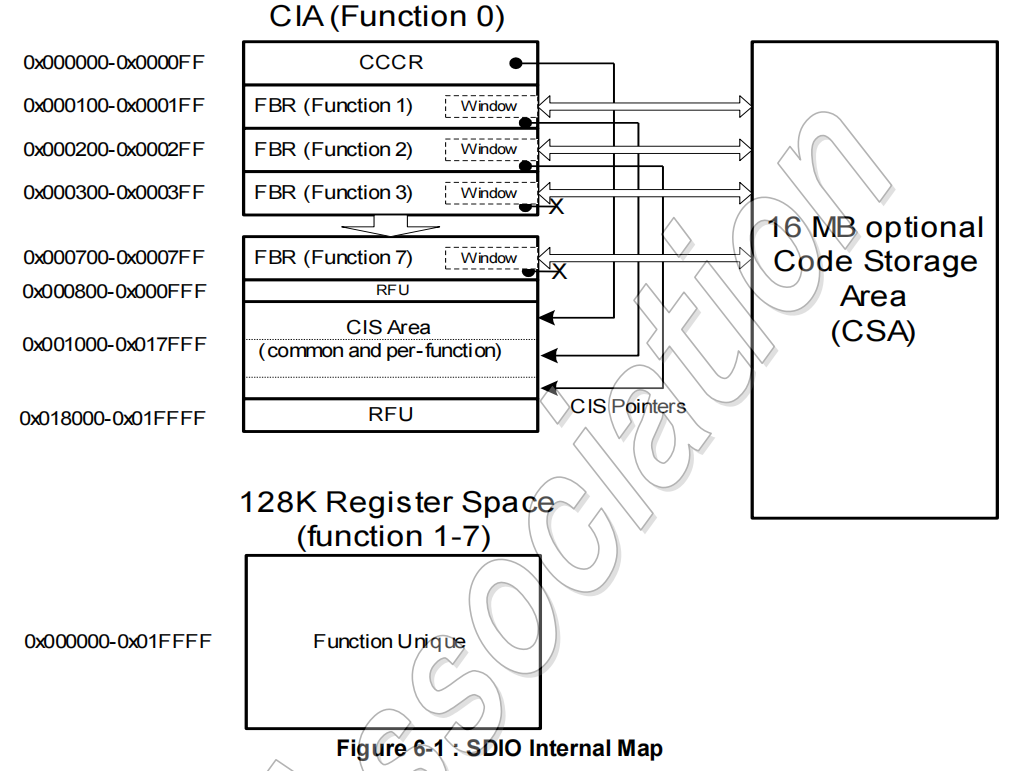 CIA (Function 0)
0x000000-0x0000FF
CCCR
0x000100-0x0001FF
FBR (Function 1)
Window
0x000200-0x0002FF
FBR (Function 2)
Window
0x000300-0x0003FF
FBR (Function 3)
Window
X
0x000700-0x0007FF
FBR (Function 7)
Window
X
0x000800-0x000FFF
RFU
0x001000-0x017FFF
CIS Area
(common and per-function)
0x018000-0x01FFFF
RFU
CIS Pointers
16 MB optional
Code Storage
Area
(CSA)
128K Register Space
(function 1-7)
0x000000-0x01FFFF
Function Unique
Figure 6-1 : SDIO Internal Map
Association